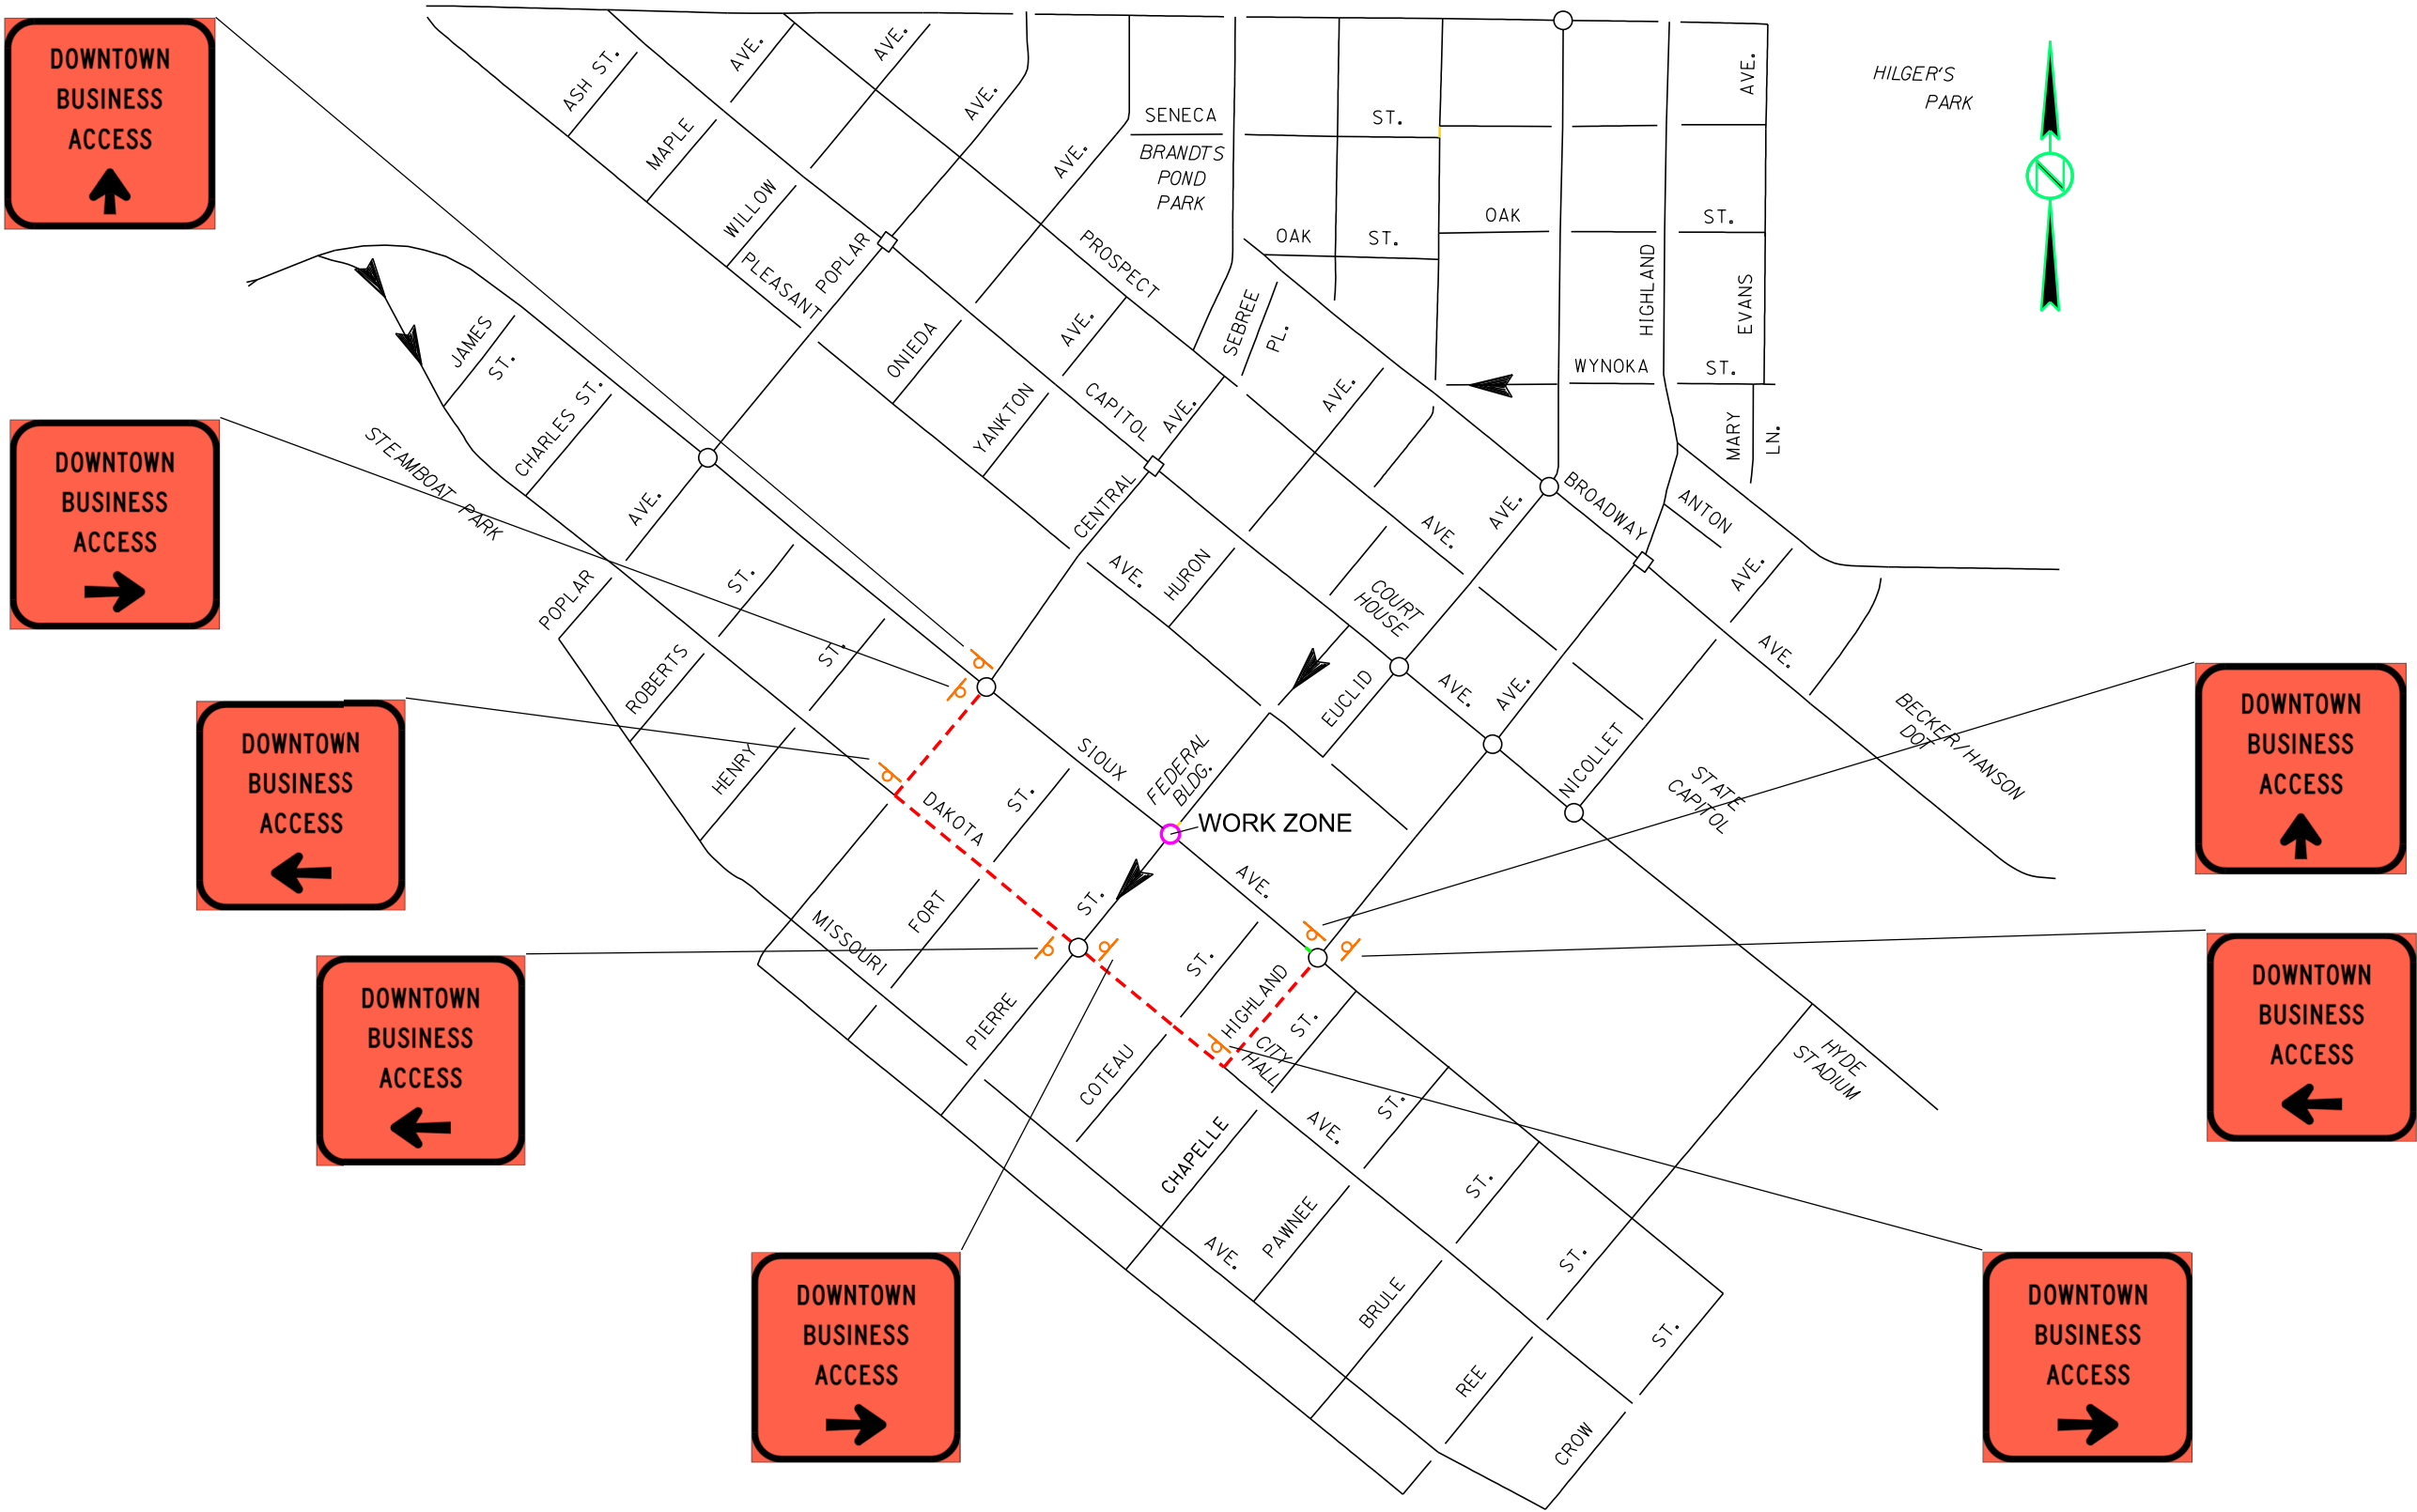 DOWNTOWN
BUSINESS
ACCESS
DOWNTOWN
BUSINESS
ACCESS
DOWNTOWN
BUSINESS
ACCESS
DOWNTOWN
BUSINESS
ACCESS
DOWNTOWN
BUSINESS
ACCESS
DOWNTOWN
BUSINESS
ACCESS
DOWNTOWN
BUSINESS
ACCESS
DOWNTOWN
BUSINESS
ACCESS
ASH ST.
MAPLE AVE.
WILLOW AVE.
POPLAR AVE.
ONIEDA AVE.
YANKTON AVE.
PLEASANT AVE.
CAPITOL AVE.
PROSPECT AVE.
CENTRAL AVE.
HURON AVE.
SENECA ST.
BRANDTS
POND
PARK
OAK ST.
OAK ST.
SEBREE PL.
HIGHLAND AVE.
EVANS AVE.
WYNOKA ST.
MARY LN.
ANTON
BROADWAY AVE.
HILGER'S
PARK
N
JAMES ST.
CHARLES ST.
STEAMBOAT PARK
POPLAR AVE.
ROBERTS ST.
HENRY ST.
DAKOTA AVE.
SIOUX AVE.
FORT ST.
MISSOURI AVE.
PIERRE ST.
FEDERAL
BLDG.
WORK ZONE
COURT
HOUSE
EUCLID AVE.
NICOLLET AVE.
BECKER/HANSON
DOT
STATE
CAPITOL
COTEAU ST.
HIGHLAND
CITY
HALL
CHAPELLE ST.
PAWNEE ST.
BRULE ST.
REE ST.
CROW ST.
HYDE
STADIUM